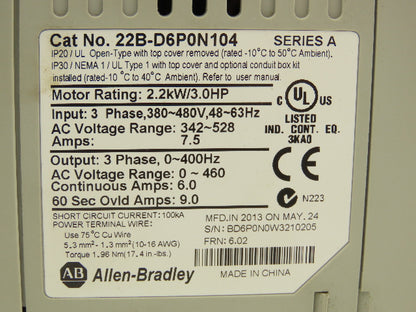 Cat No. 22B-D6P0N104 SERIES A
IP20 / UL Open-Type with top cover removed (rated -10°C to 50°C Ambient).
IP30 / NEMA 1 / UL Type 1 with top cover and optional conduit box kit
installed (rated-10 °C to 40°C Ambient). Refer to user manual.
Motor Rating: 2.2kW/3.0HP
Input: 3 Phase,380~480V,48~63Hz
AC Voltage Range: 342~528
Amps: 7.5
Output: 3 Phase, 0~400Hz
AC Voltage Range: 0 ~ 460
Continuous Amps: 6.0
60 Sec Ovld Amps: 9.0
C UL US
LISTED
IND. CONT. EQ.
3KA0
CE
N223
SHORT CIRCUIT CURRENT: 100kA
POWER TERMINAL WIRE:
Use 75°C Cu Wire
5.3 mm² - 1.3 mm² (10-16 AWG)
Torque 1.96 Nm(17.4 in.-lbs.)
MFD.IN 2013 ON MAY. 24
S/N: BD6P0N0W3210205
FRN: 6.02
AB Allen-Bradley
MADE IN CHINA